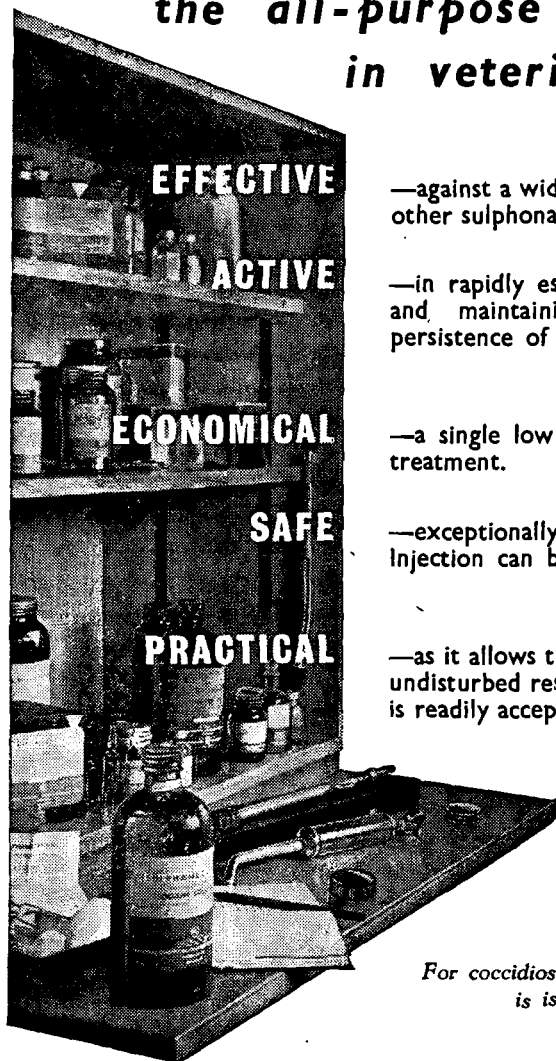 the all-purpose
in veteri
EFFECTIVE
—against a wid
other sulphona
ACTIVE
—in rapidly es
and maintaini
persistence of
ECONOMICAL
—a single low
treatment.
SAFE
—exceptionally
Injection can b
PRACTICAL
—as it allows t
undisturbed res
is readily accep
For coccidios
is is